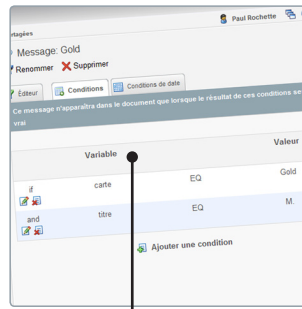 rtagées
Paul Rochette
Message: Gold
Renommer Supprimer
Éditeur Conditions Conditions de date
Ce message n'apparaîtra dans le document que lorsque le résultat de ces conditions se
vrai.
Variable Valeur
if carte EQ Gold
and titre EQ M.
Ajouter une condition